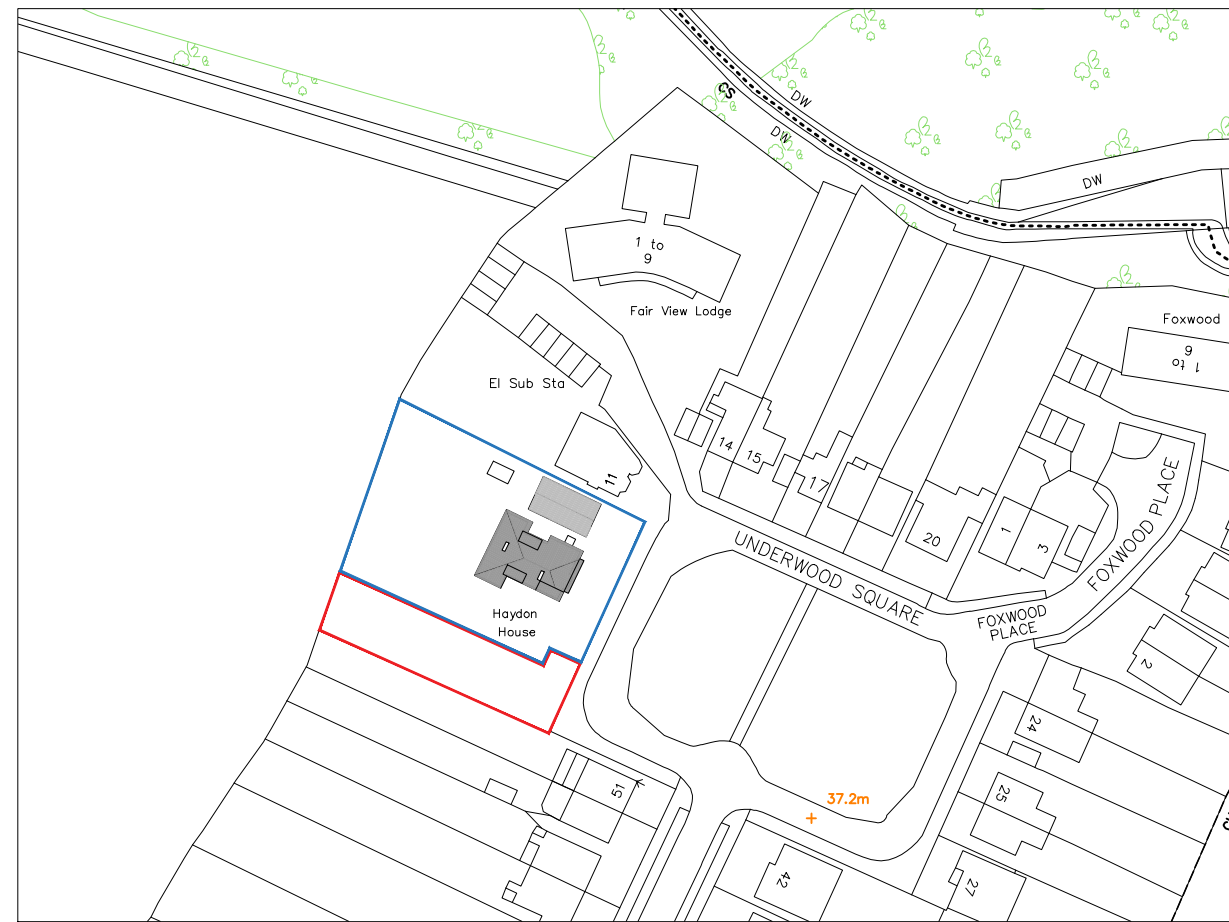 CS
DW
DW
DW
1 to
9
Fair View Lodge
Foxwood
1 to
6
El Sub Sta
11
14
15
17
20
1
3
UNDERWOOD SQUARE
FOXWOOD PLACE
FOXWOOD
PLACE
Haydon
House
2
24
25
27
37.2m
51
42